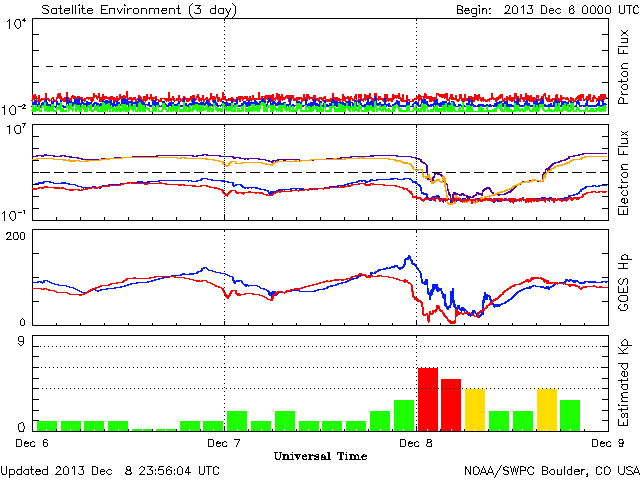 Satellite Environment (3 day) Begin: 2013 Dec 6 0000 UTC
10^4
10^-2
Proton Flux
10^7
10^-1
Electron Flux
200
0
GOES Hp
9
0
Estimated Kp
Dec 6 Dec 7 Dec 8 Dec 9
Universal Time
Updated 2013 Dec 8 23:56:04 UTC NOAA/SWPC Boulder, CO USA